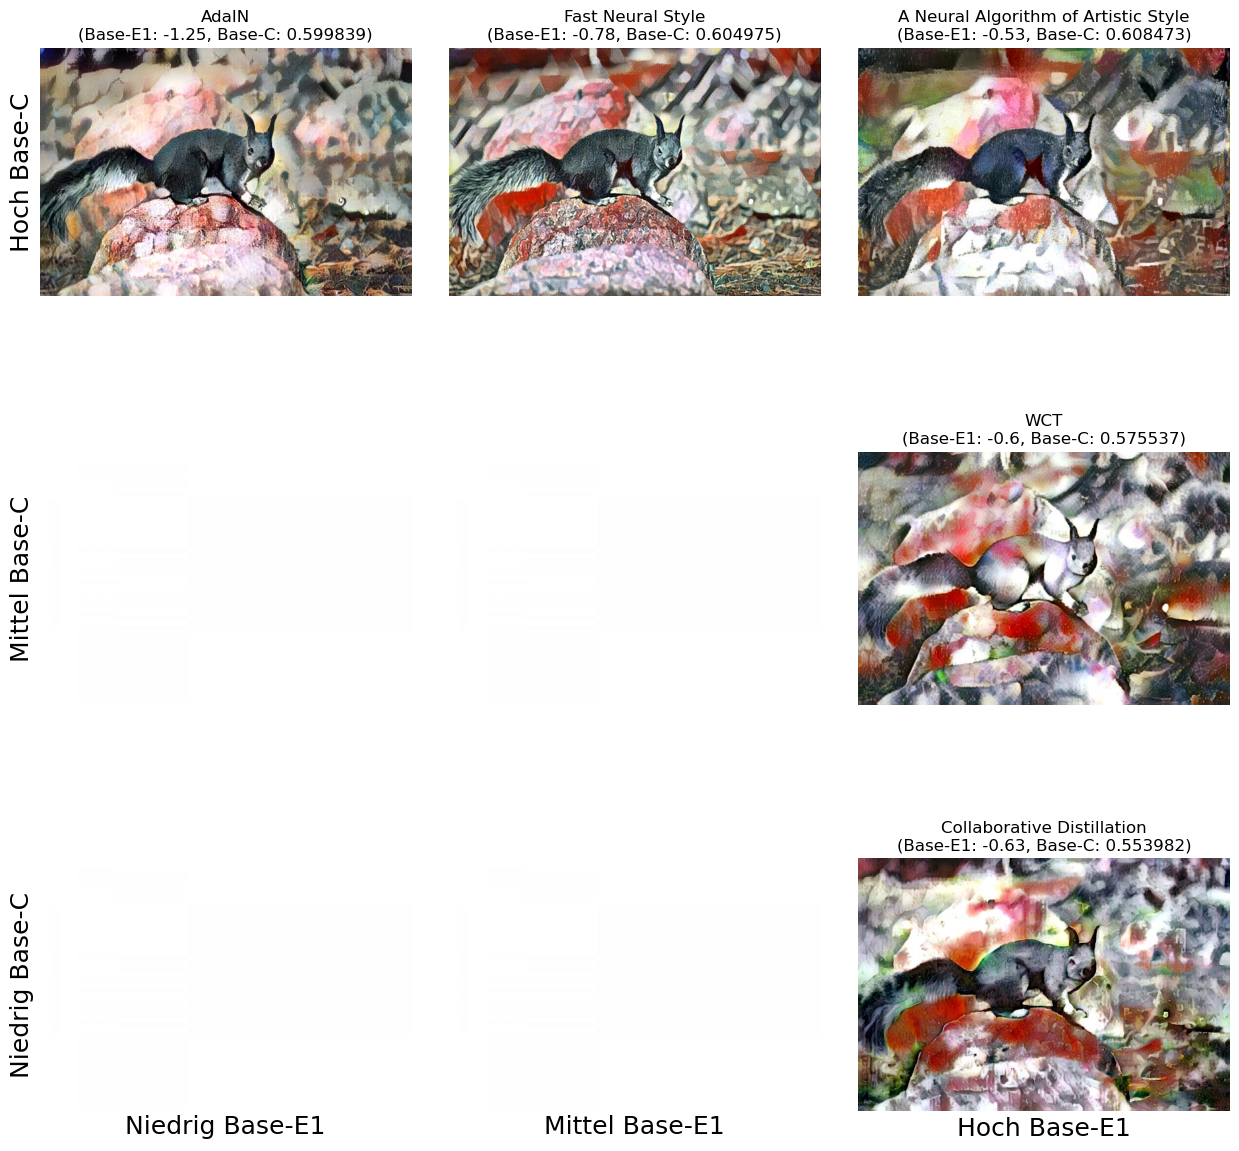 AdaIN
(Base-E1: -1.25, Base-C: 0.599839)
Fast Neural Style
(Base-E1: -0.78, Base-C: 0.604975)
A Neural Algorithm of Artistic Style
(Base-E1: -0.53, Base-C: 0.608473)
Hoch Base-C
WCT
(Base-E1: -0.6, Base-C: 0.575537)
Mittel Base-C
Collaborative Distillation
(Base-E1: -0.63, Base-C: 0.553982)
Niedrig Base-C
Niedrig Base-E1
Mittel Base-E1
Hoch Base-E1